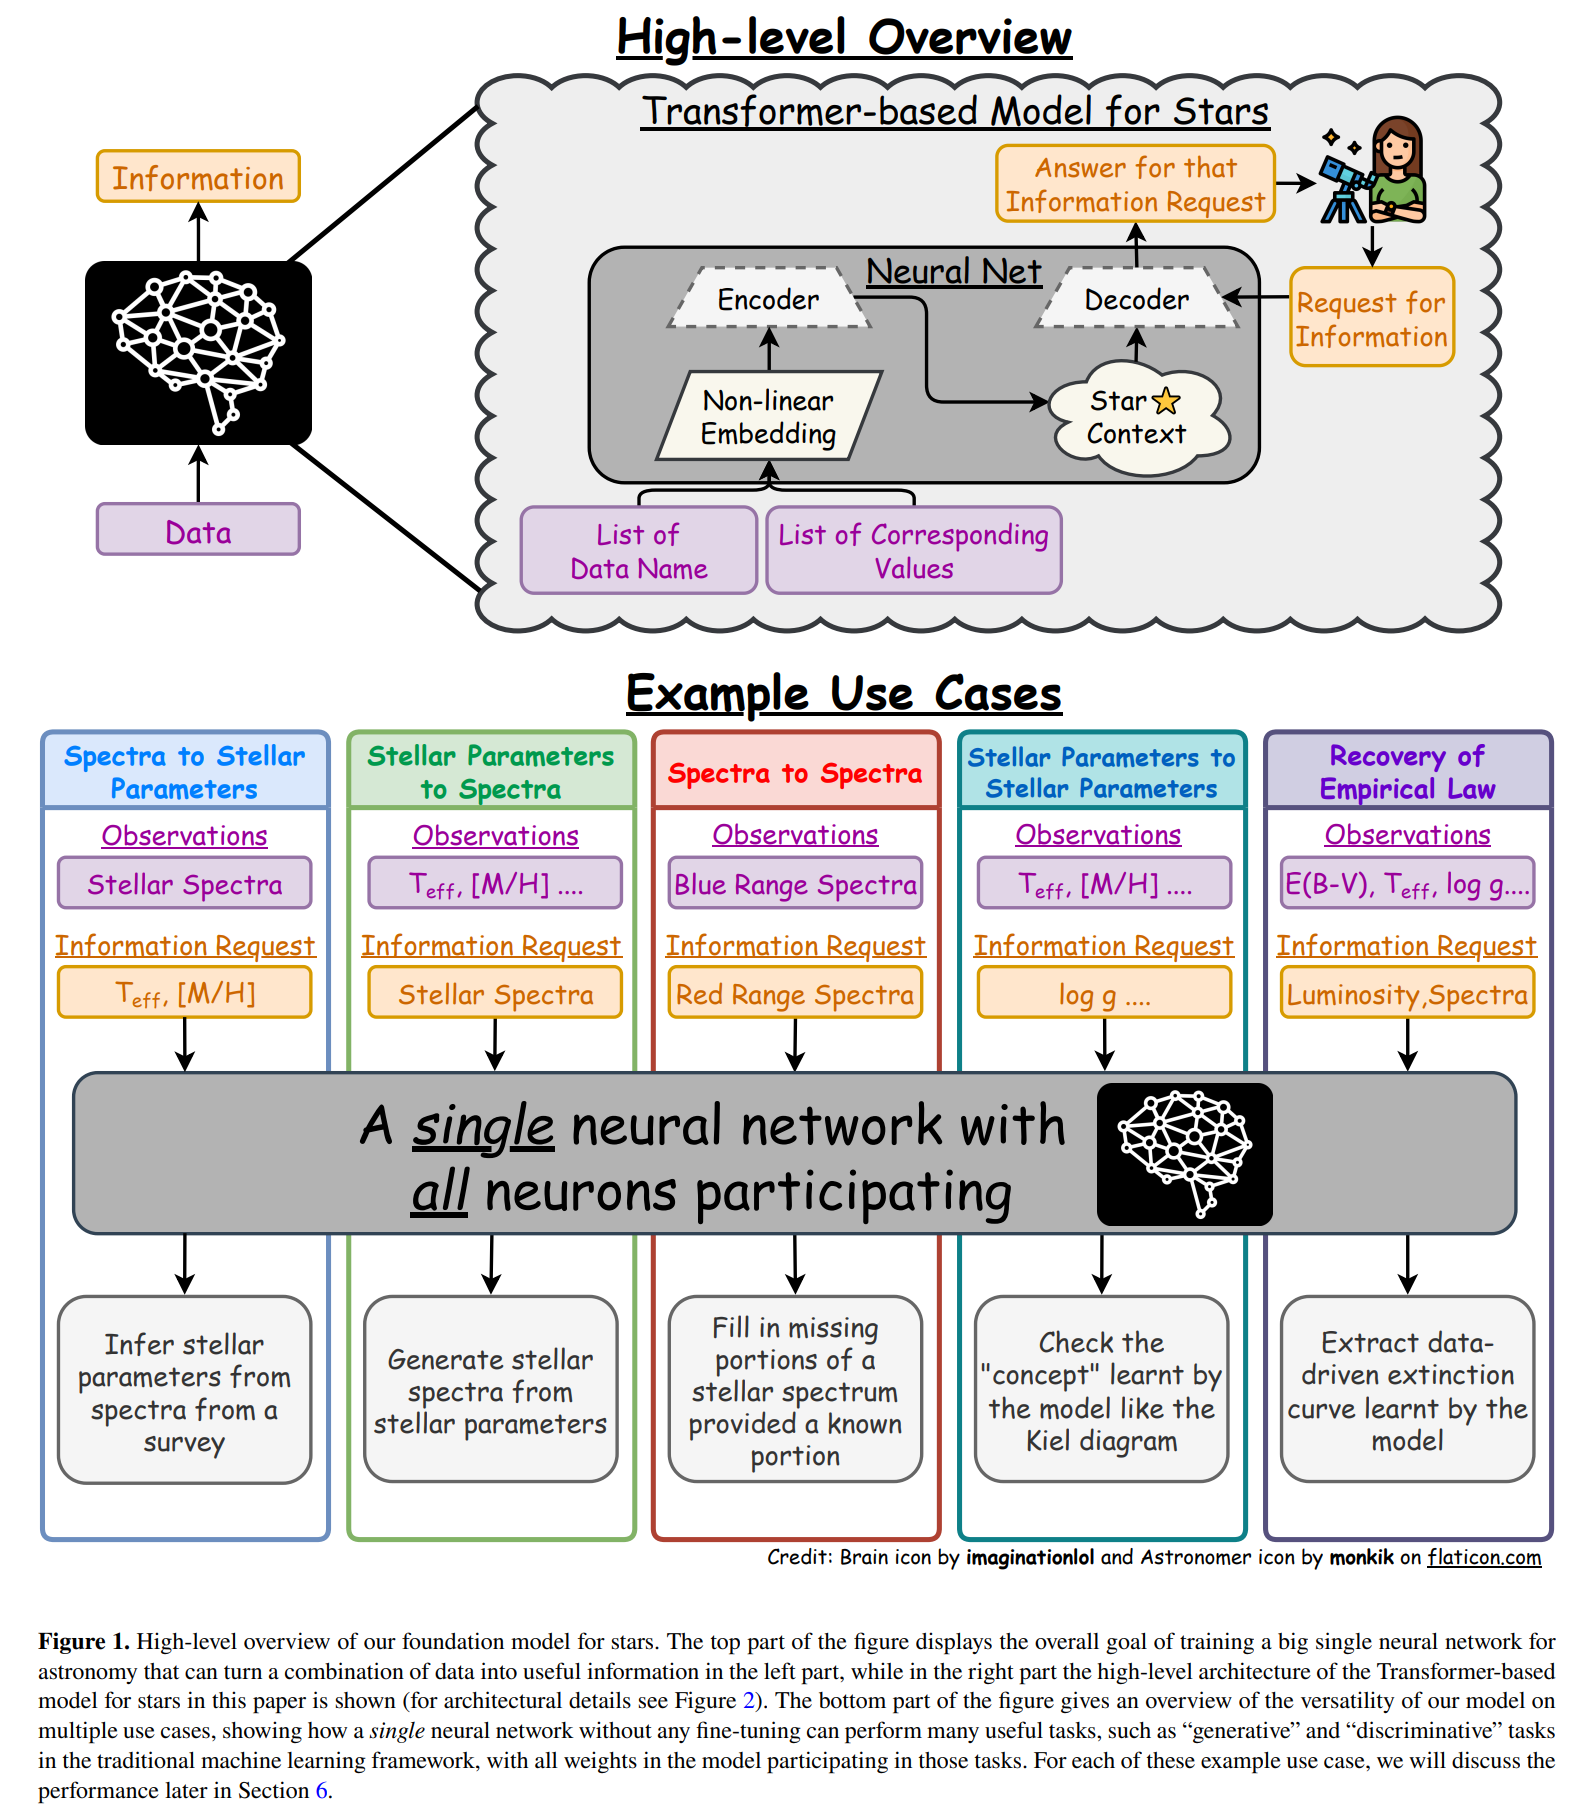 High-level Overview
Transformer-based Model for Stars
Information
Data
Answer for that
Information Request
Neural Net
Encoder
Decoder
Request for
Information
Non-linear
Embedding
Star
Context
List of
Data Name
List of Corresponding
Values
Example Use Cases
Spectra to Stellar
Parameters
Observations
Stellar Spectra
Information Request
Teff, [M/H]
Stellar Parameters
to Spectra
Observations
Teff, [M/H] ....
Information Request
Stellar Spectra
Spectra to Spectra
Observations
Blue Range Spectra
Information Request
Red Range Spectra
Stellar Parameters to
Stellar Parameters
Observations
Teff, [M/H] ....
Information Request
log g ....
Recovery of
Empirical Law
Observations
E(B-V), Teff, log g....
Information Request
Luminosity,Spectra
A single neural network with
all neurons participating
Infer stellar
parameters from
spectra from a
survey
Generate stellar
spectra from
stellar parameters
Fill in missing
portions of a
stellar spectrum
provided a known
portion
Check the
"concept" learnt by
the model like the
Kiel diagram
Extract data-
driven extinction
curve learnt by the
model
Credit: Brain icon by imaginationlol and Astronomer icon by monkik on flaticon.com
Figure 1. High-level overview of our foundation model for stars. The top part of the figure displays the overall goal of training a big single neural network for
astronomy that can turn a combination of data into useful information in the left part, while in the right part the high-level architecture of the Transformer-based
model for stars in this paper is shown (for architectural details see Figure 2). The bottom part of the figure gives an overview of the versatility of our model on
multiple use cases, showing how a single neural network without any fine-tuning can perform many useful tasks, such as “generative” and “discriminative” tasks
in the traditional machine learning framework, with all weights in the model participating in those tasks. For each of these example use case, we will discuss the
performance later in Section 6.